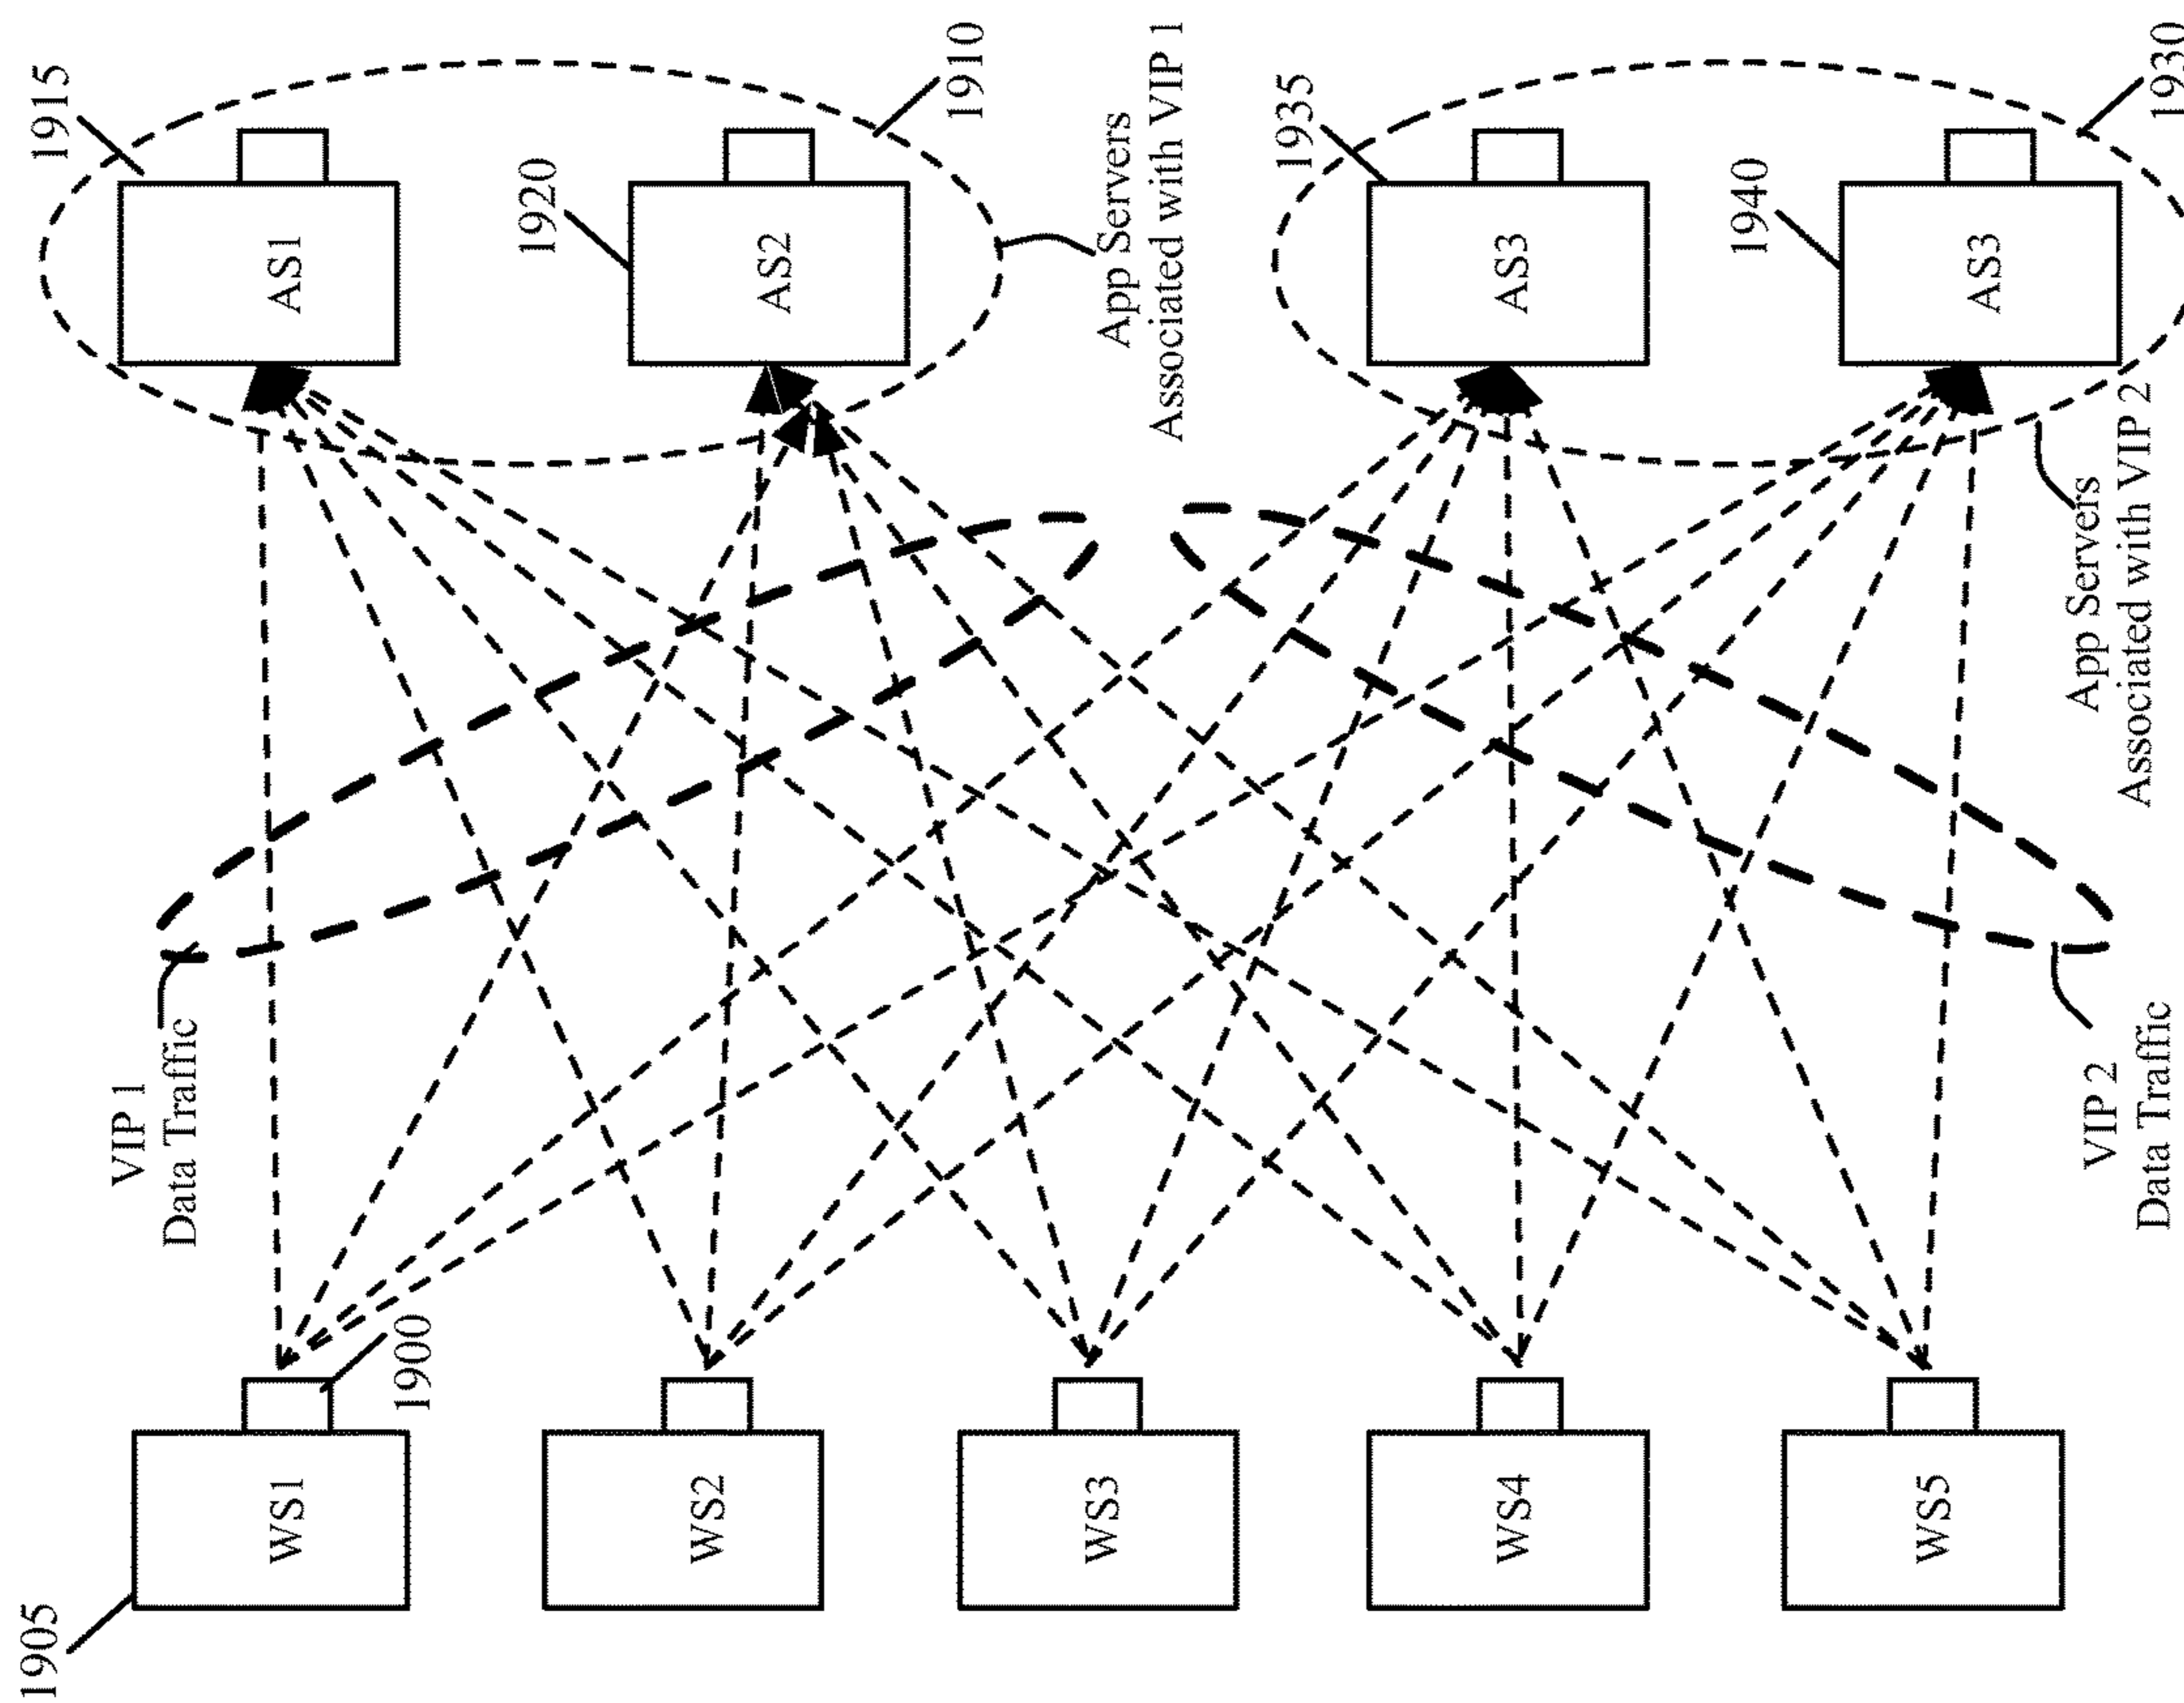 1905
1915
VIP 1
Data Traffic
WS1
AS1
1900
1920
WS2
AS2
1910
WS3
App Servers
Associated with VIP 1
1935
WS4
AS3
1940
WS5
AS3
App Servers
Associated with VIP 2
VIP 2
Data Traffic
1930